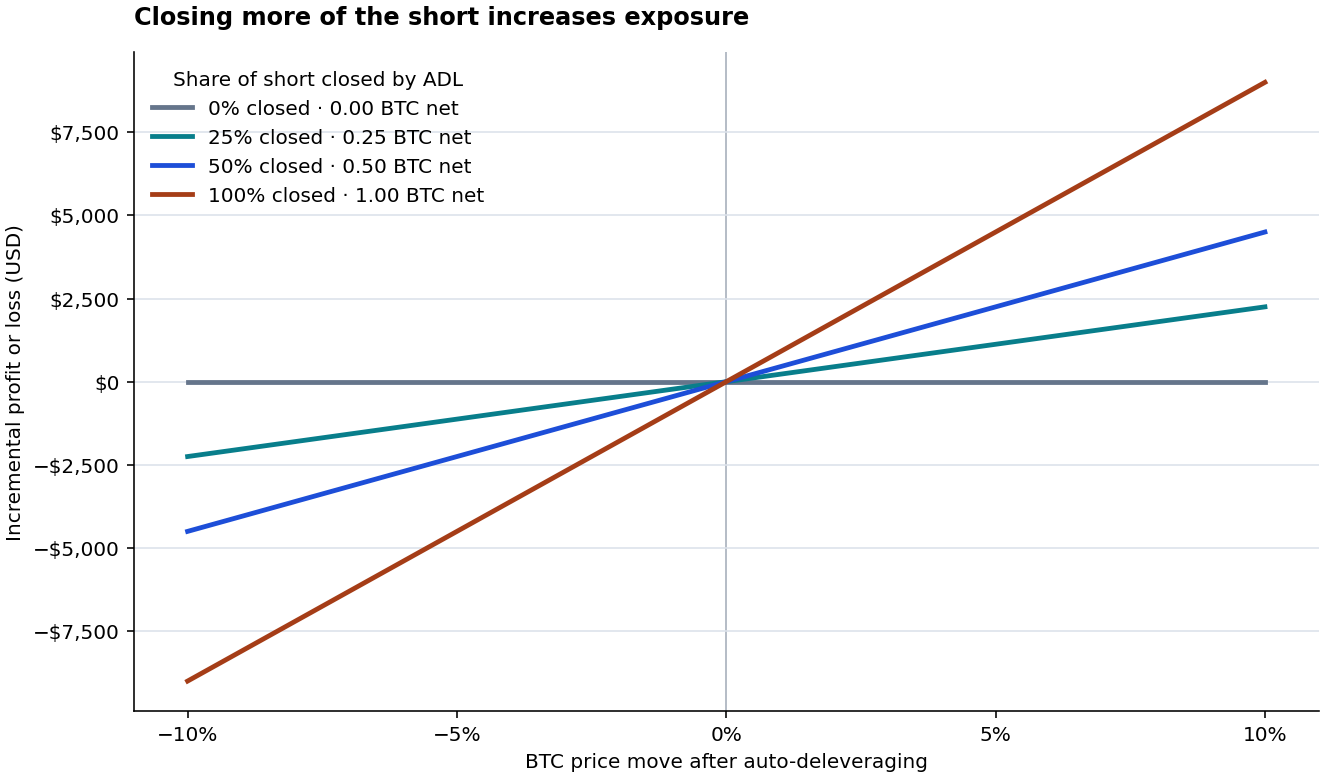 Closing more of the short increases exposure
Share of short closed by ADL
0% closed · 0.00 BTC net
25% closed · 0.25 BTC net
50% closed · 0.50 BTC net
100% closed · 1.00 BTC net
Incremental profit or loss (USD)
$7,500
$5,000
$2,500
$0
−$2,500
−$5,000
−$7,500
−10%
−5%
0%
5%
10%
BTC price move after auto-deleveraging